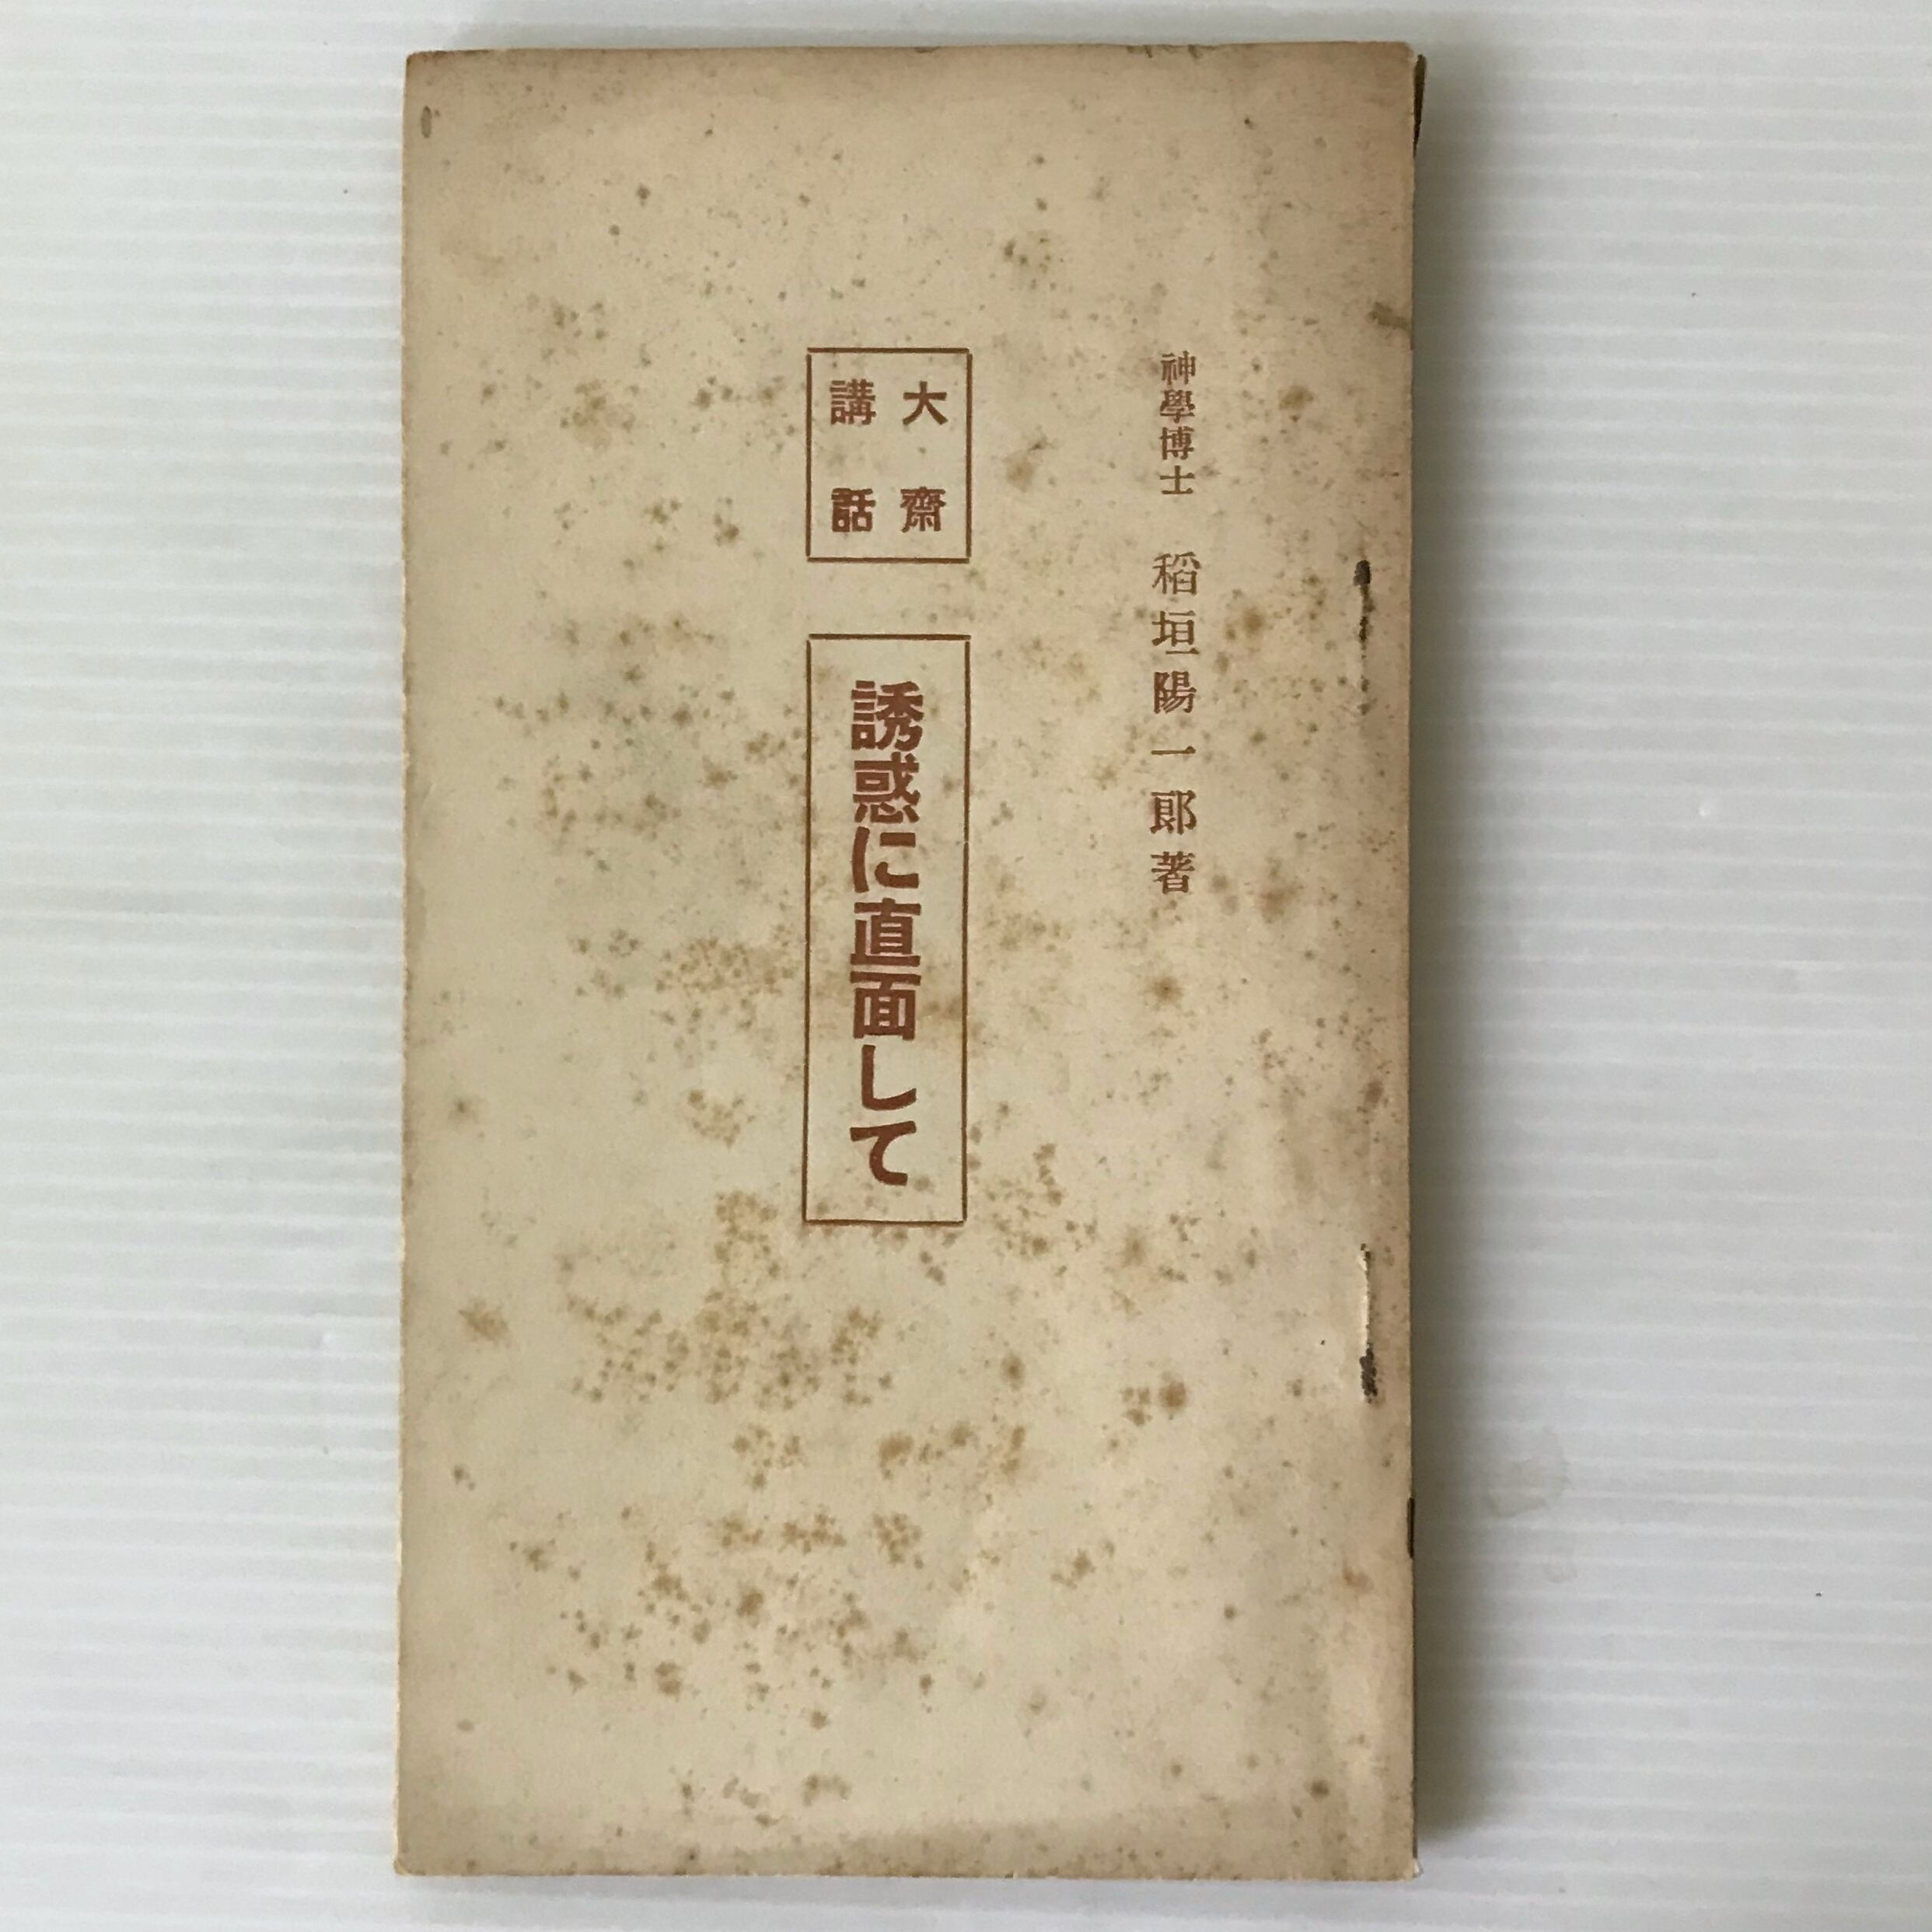 神學博士 稻垣陽一郎著
大齋
講話
誘惑に直面して